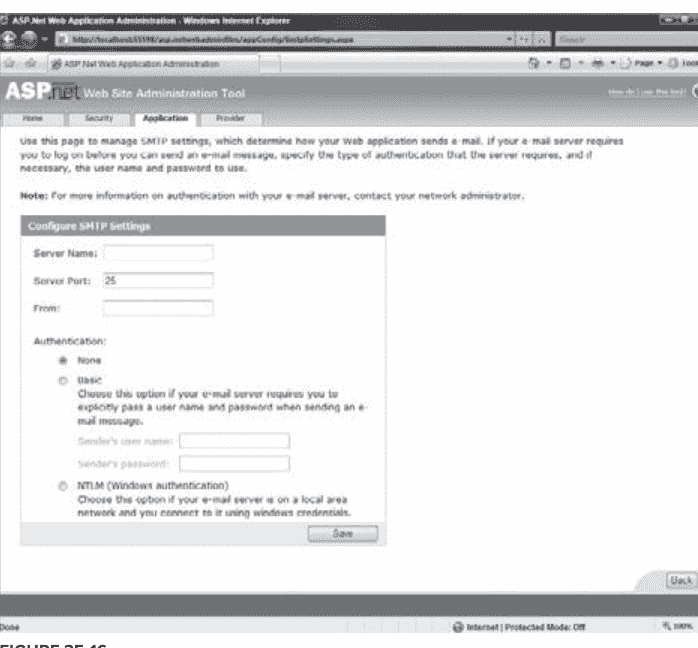 ASP.Net Web Application Administration - Windows Internet Explorer
ASP.Net Web Application Administration
Page
ASP.net Web Site Administration Tool
How do I use this tool?
Home Security Application Provider
Use this page to manage SMTP settings, which determine how your Web application sends e-mail. If your e-mail server requires
you to log on before you can send an e-mail message, specify the type of authentication that the server requires, and if
necessary, the user name and password to use.
Note: For more information on authentication with your e-mail server, contact your network administrator.
Configure SMTP Settings
Server Name:
Server Port: 25
From:
Authentication:
None
Basic
Choose this option if your e-mail server requires you to
explicitly pass a user name and password when sending an e-
mail message.
Sender's user name:
Sender's password:
NTLM (Windows authentication)
Choose this option if your e-mail server is on a local area
network and you connect to it using windows credentials.
Save
Back
Done
Internet | Protected Mode: Off
100%